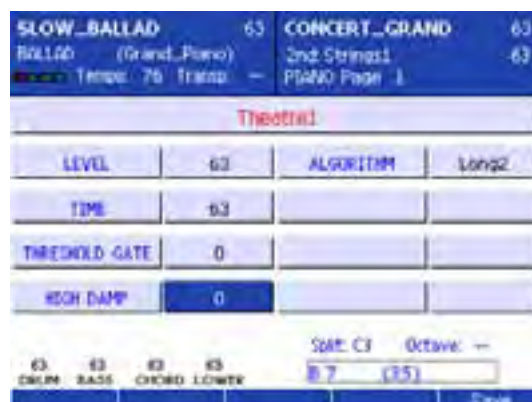 SLOW_BALLAD 63 CONCERT_GRAND 63
BALLAD (Grand_Piano) 2nd Strings1 63
Tempo: 76 Transp: -- PIANO Page 1
Theatre1
LEVEL 63 ALGORITHM Long2
TIME 63
THRESHOLD GATE 0
HIGH DAMP 0
Split: C3 Octave: --
63 63 63 63
DRUM BASS CHORD LOWER
B 7 (35)
Save